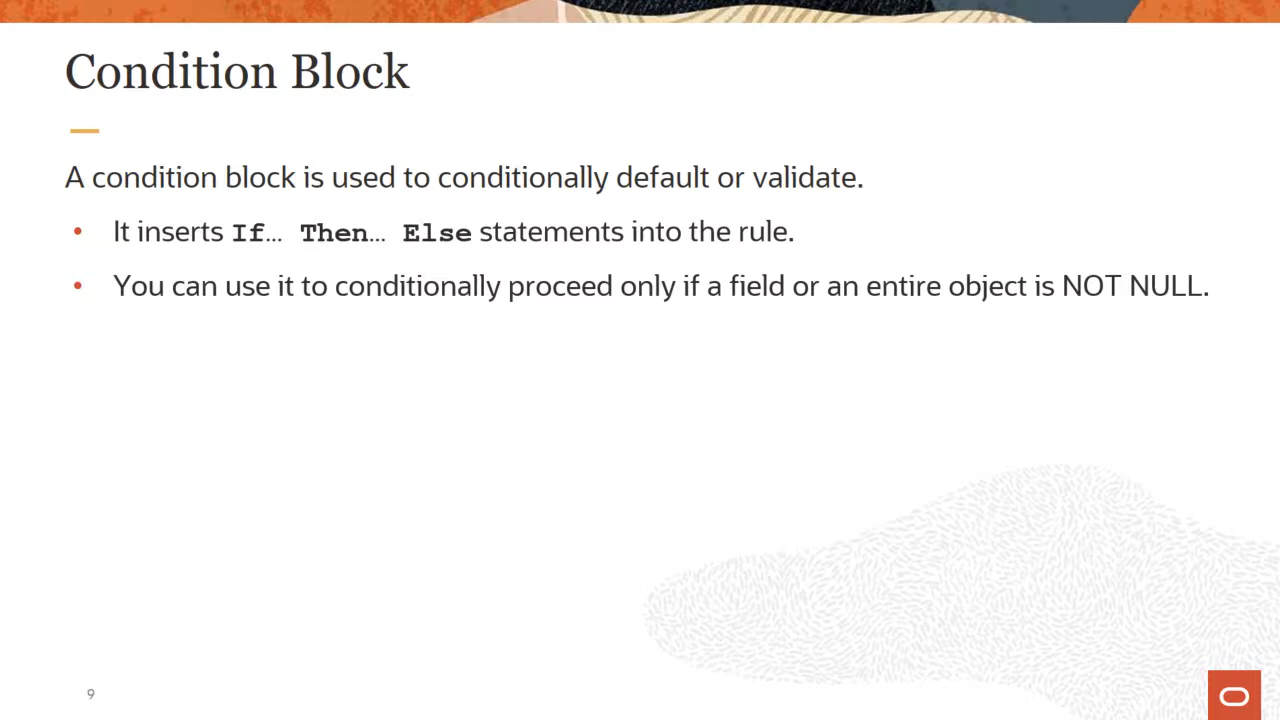 Condition Block
A condition block is used to conditionally default or validate.
• It inserts If… Then… Else statements into the rule.
• You can use it to conditionally proceed only if a field or an entire object is NOT NULL.
9